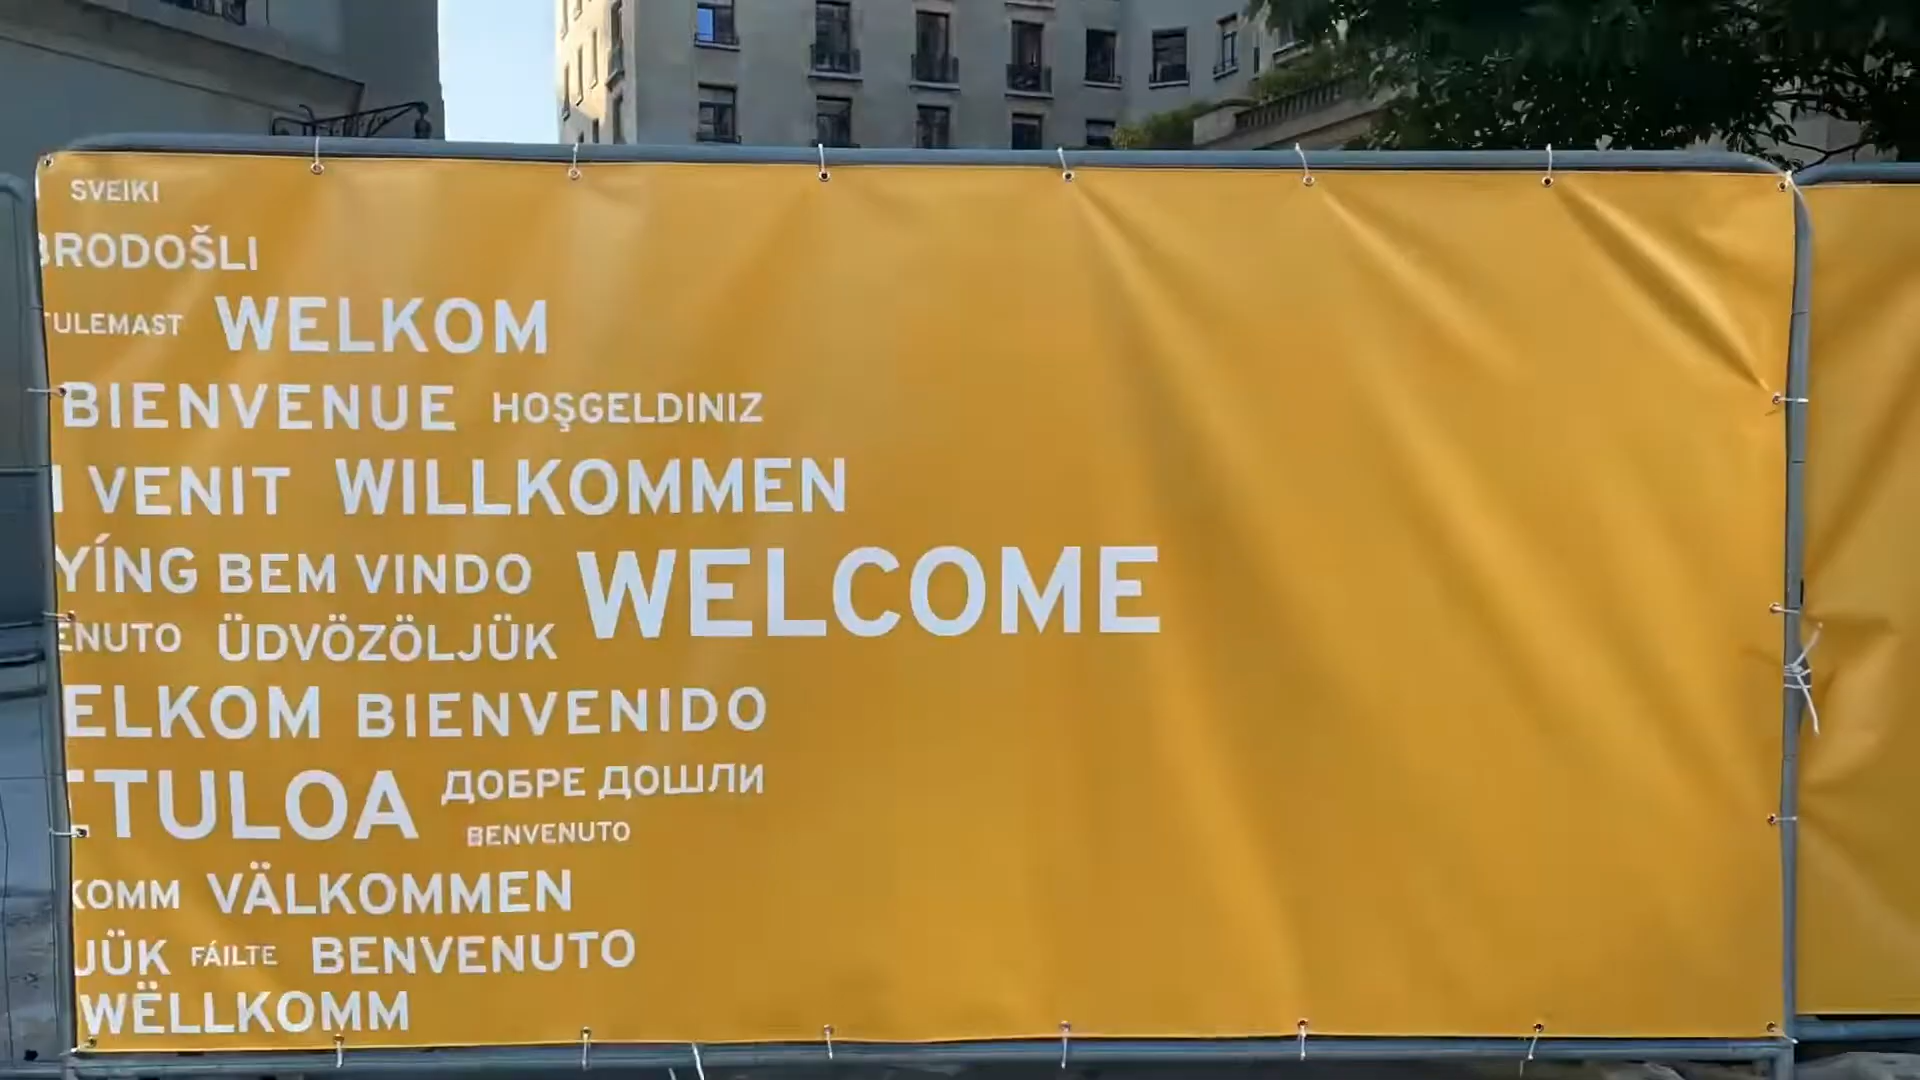 SVEIKI
BRODOŠLI
TULEMAST WELKOM
BIENVENUE HOŞGELDINIZ
I VENIT WILLKOMMEN
YÍNG BEM VINDO WELCOME
ENUTO ÜDVÖZÖLJÜK
ELKOM BIENVENIDO
TULOA ДОБРЕ ДОШЛИ
BENVENUTO
KOMM VÄLKOMMEN
JÜK FÁILTE BENVENUTO
WËLLKOMM